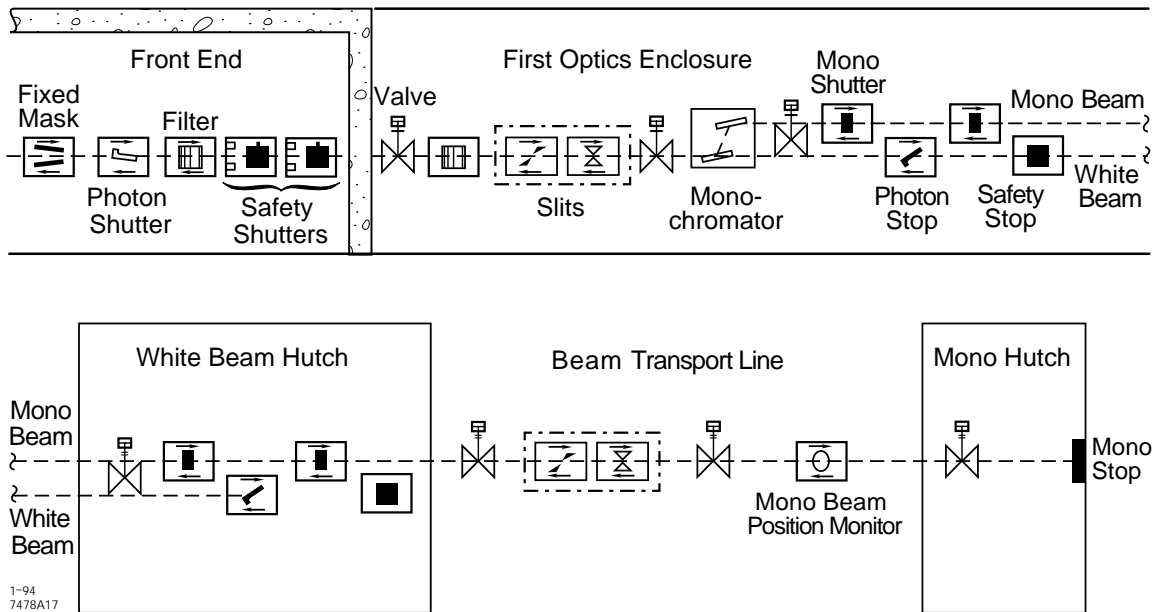 Front End
First Optics Enclosure
Fixed
Mask
Filter
Photon
Shutter
Safety
Shutters
Valve
Slits
Mono-
chromator
Mono
Shutter
Photon
Stop
Safety
Stop
Mono Beam
White
Beam
White Beam Hutch
Beam Transport Line
Mono Hutch
Mono
Beam
White
Beam
Mono Beam
Position Monitor
Mono
Stop
1–94
7478A17